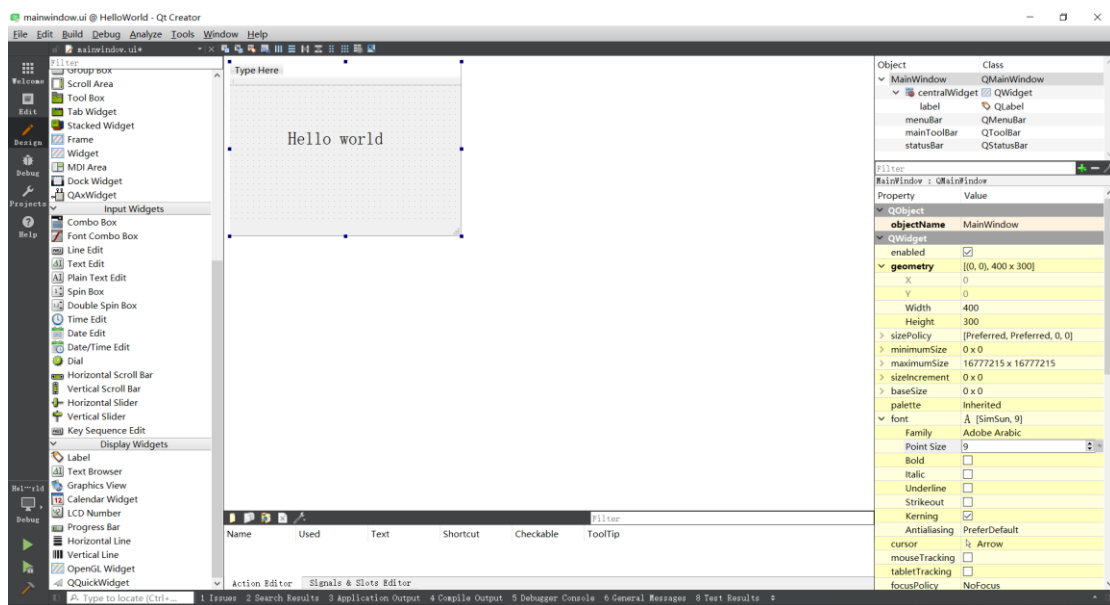 mainwindow.ui @ HelloWorld - Qt Creator
File Edit Build Debug Analyze Tools Window Help
mainwindow.ui*
Welcome
Edit
Design
Debug
Projects
Help
Hel…rld
Debug
Filter
Group Box
Scroll Area
Tool Box
Tab Widget
Stacked Widget
Frame
Widget
MDI Area
Dock Widget
QAxWidget
Input Widgets
Combo Box
Font Combo Box
Line Edit
Text Edit
Plain Text Edit
Spin Box
Double Spin Box
Time Edit
Date Edit
Date/Time Edit
Dial
Horizontal Scroll Bar
Vertical Scroll Bar
Horizontal Slider
Vertical Slider
Key Sequence Edit
Display Widgets
Label
Text Browser
Graphics View
Calendar Widget
LCD Number
Progress Bar
Horizontal Line
Vertical Line
OpenGL Widget
QQuickWidget
Type Here
Hello world
Filter
Name Used Text Shortcut Checkable ToolTip
Action Editor Signals & Slots Editor
Object Class
MainWindow QMainWindow
centralWidget QWidget
label QLabel
menuBar QMenuBar
mainToolBar QToolBar
statusBar QStatusBar
Filter
MainWindow : QMainWindow
Property Value
QObject
objectName MainWindow
QWidget
enabled
geometry [(0, 0), 400 x 300]
X 0
Y 0
Width 400
Height 300
sizePolicy [Preferred, Preferred, 0, 0]
minimumSize 0 x 0
maximumSize 16777215 x 16777215
sizeIncrement 0 x 0
baseSize 0 x 0
palette Inherited
font A [SimSun, 9]
Family Adobe Arabic
Point Size 9
Bold
Italic
Underline
Strikeout
Kerning
Antialiasing PreferDefault
cursor Arrow
mouseTracking
tabletTracking
focusPolicy NoFocus
Type to locate (Ctrl+...
1 Issues 2 Search Results 3 Application Output 4 Compile Output 5 Debugger Console 6 General Messages 8 Test Results